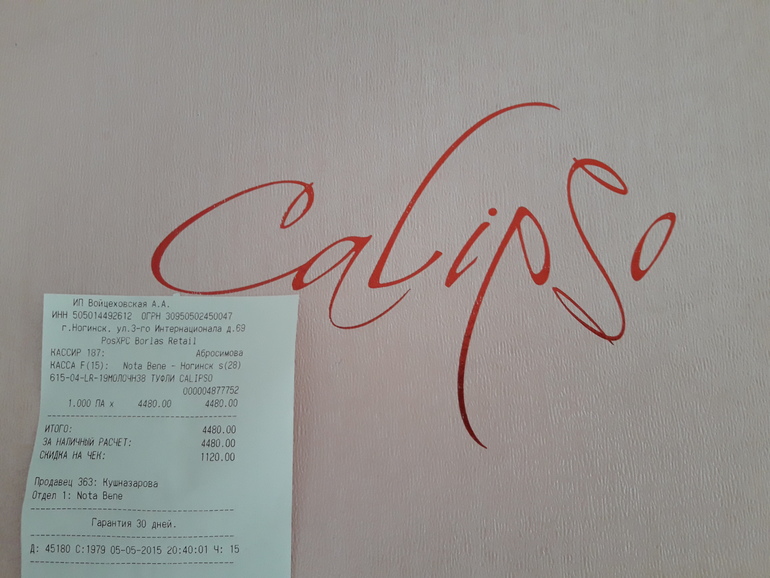 Calipso
ИП Войцеховская А.А.
ИНН 505014492612 ОГРН 30950502450047
г.Ногинск. ул.3-го Интернационала д.69
PosXPC Borlas Retail
КАССИР 187: Абросимова
КАССА F(15): Nota Bene - Ногинск s(28)
615-04-LR-19МОЛОЧН38 ТУФЛИ CALIPSO
000004877752
1.000 ПА x 4480.00 4480.00
ИТОГО: 4480.00
ЗА НАЛИЧНЫЙ РАСЧЕТ: 4480.00
СКИДКА НА ЧЕК: 1120.00
Продавец 363: Кушназарова
Отдел 1: Nota Bene
Гарантия 30 дней.
Д: 45180 С:1979 05-05-2015 20:40:01 Ч: 15